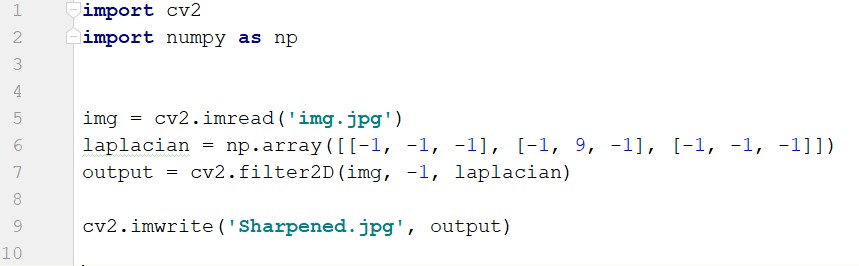 1 import cv2
2 import numpy as np
3
4
5 img = cv2.imread('img.jpg')
6 laplacian = np.array([[-1, -1, -1], [-1, 9, -1], [-1, -1, -1]])
7 output = cv2.filter2D(img, -1, laplacian)
8
9 cv2.imwrite('Sharpened.jpg', output)
10